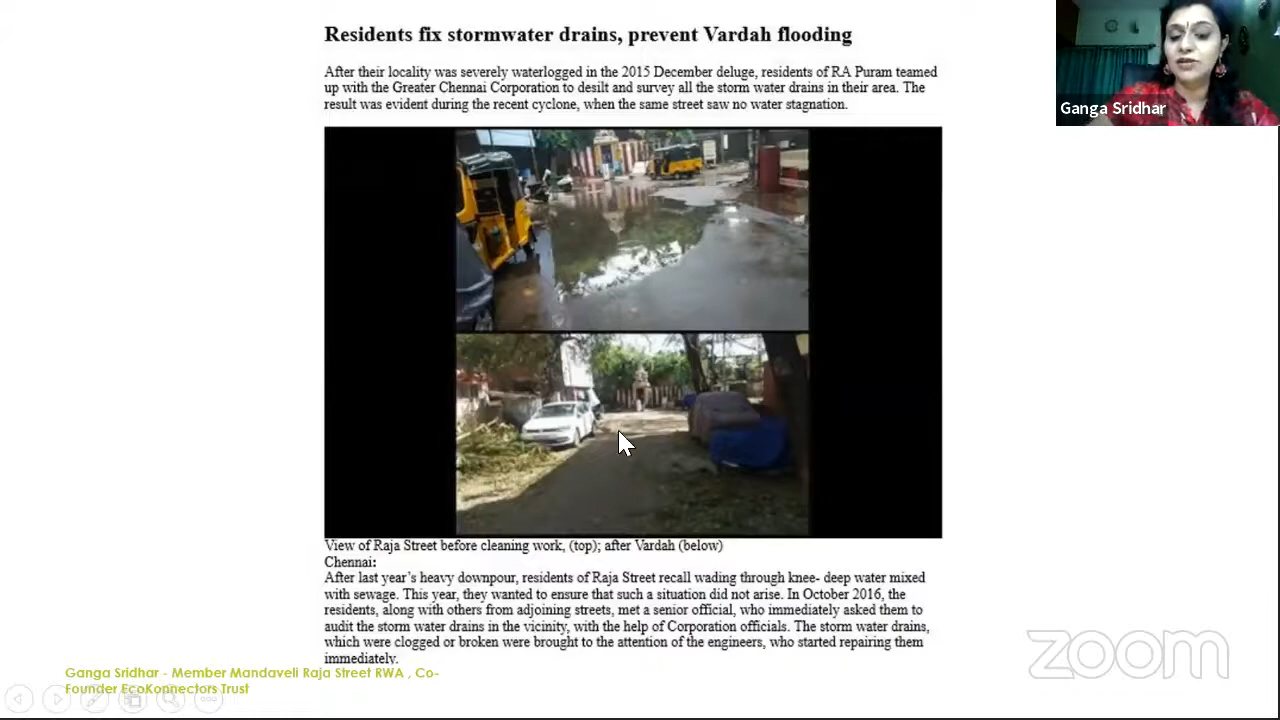 Residents fix stormwater drains, prevent Vardah flooding
After their locality was severely waterlogged in the 2015 December deluge, residents of RA Puram teamed
up with the Greater Chennai Corporation to desilt and survey all the storm water drains in their area. The
result was evident during the recent cyclone, when the same street saw no water stagnation.
Ganga Sridhar
View of Raja Street before cleaning work, (top); after Vardah (below)
Chennai:
After last year's heavy downpour, residents of Raja Street recall wading through knee- deep water mixed
with sewage. This year, they wanted to ensure that such a situation did not arise. In October 2016, the
residents, along with others from adjoining streets, met a senior official, who immediately asked them to
audit the storm water drains in the vicinity, with the help of Corporation officials. The storm water drains,
which were clogged or broken were brought to the attention of the engineers, who started repairing them
immediately.
Ganga Sridhar - Member Mandaveli Raja Street RWA , Co-
Founder EcoKonnectors Trust
zoom